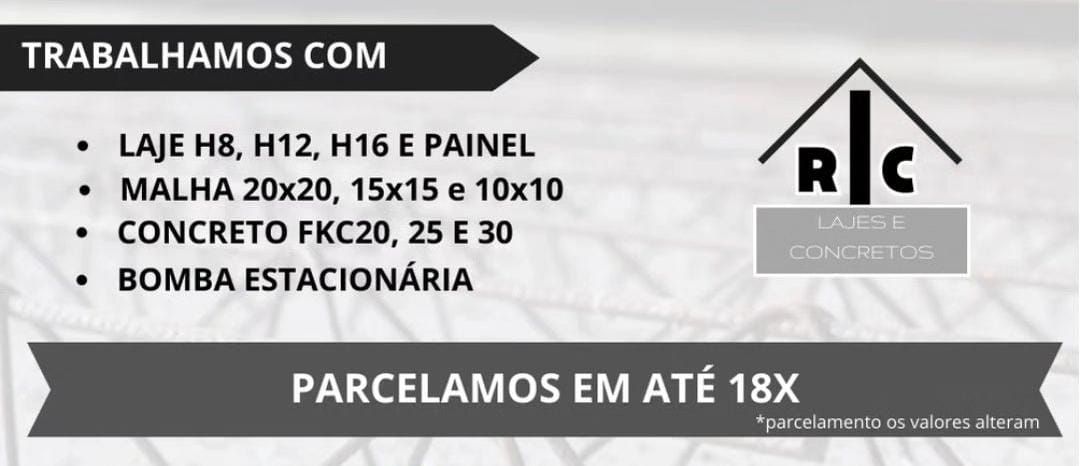 TRABALHAMOS COM
• LAJE H8, H12, H16 E PAINEL
• MALHA 20x20, 15x15 e 10x10
• CONCRETO FKC20, 25 E 30
• BOMBA ESTACIONÁRIA
RIC
LAJES E
CONCRETOS
PARCELAMOS EM ATÉ 18X
*parcelamento os valores alteram